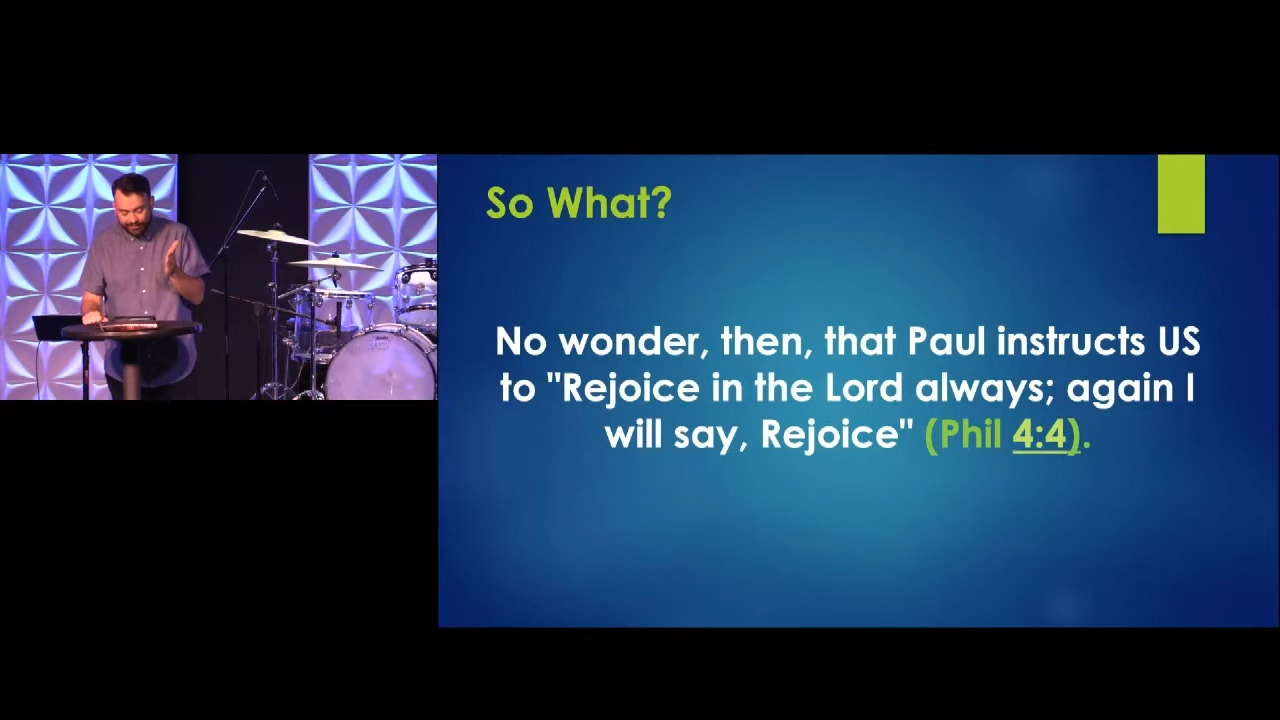 So What?
No wonder, then, that Paul instructs US
to "Rejoice in the Lord always; again I
will say, Rejoice" (Phil 4:4).